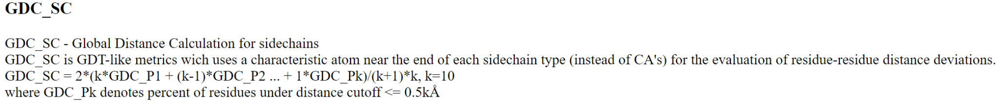 GDC_SC
GDC_SC - Global Distance Calculation for sidechains
GDC_SC is GDT-like metrics wich uses a characteristic atom near the end of each sidechain type (instead of CA's) for the evaluation of residue-residue distance deviations.
GDC_SC = 2*(k*GDC_P1 + (k-1)*GDC_P2 ... + 1*GDC_Pk)/(k+1)*k, k=10
where GDC_Pk denotes percent of residues under distance cutoff <= 0.5kÅ